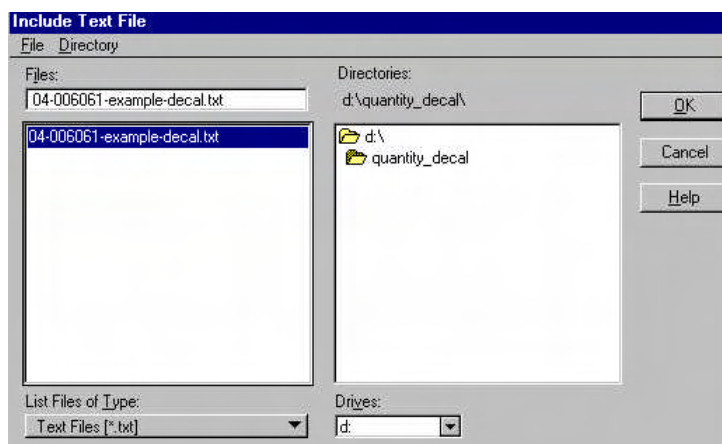 Include Text File
File Directory
Files:
04-006061-example-decal.txt
04-006061-example-decal.txt
List Files of Type:
Text Files [*.txt]
Directories:
d:\quantity_decal\
d:\
quantity_decal
Drives:
d:
OK
Cancel
Help